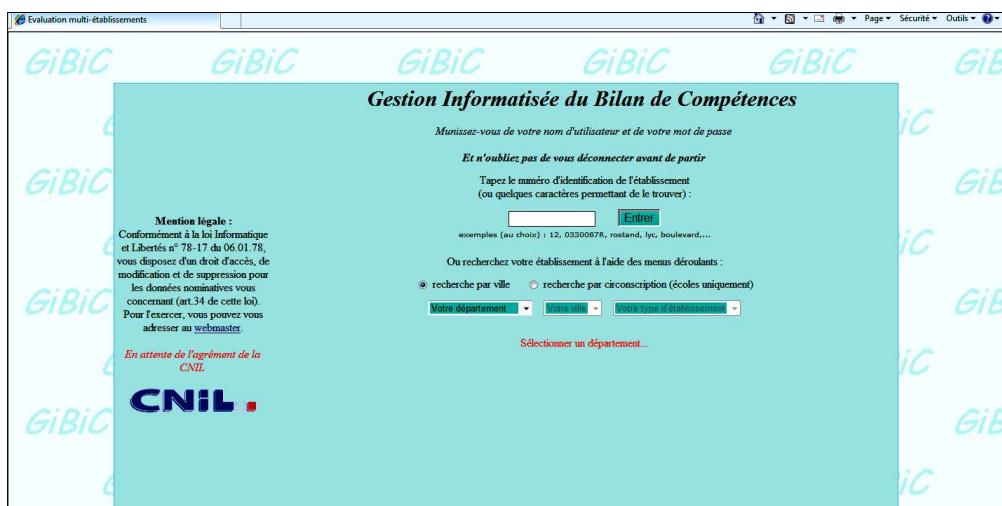 Evaluation multi-établissements
Page Sécurité Outils
GiBiC GiBiC GiBiC GiBiC GiBiC GiB
Gestion Informatisée du Bilan de Compétences
Munissez-vous de votre nom d'utilisateur et de votre mot de passe
Et n'oubliez pas de vous déconnecter avant de partir
Tapez le numéro d'identification de l'établissement
(ou quelques caractères permettant de le trouver) :
Entrer
exemples (au choix) : 12, 0330087R, rostand, lyc, boulevard,...
Ou recherchez votre établissement à l'aide des menus déroulants :
recherche par ville recherche par circonscription (écoles uniquement)
Votre département Votre ville Votre type d'établissement
Sélectionner un département...
Mention légale :
Conformément à la loi Informatique
et Libertés n° 78-17 du 06.01.78,
vous disposez d'un droit d'accès, de
modification et de suppression pour
les données nominatives vous
concernant (art.34 de cette loi).
Pour l'exercer, vous pouvez vous
adresser au webmaster.
En attente de l'agrément de la
CNIL
CNiL.
GiBiC GiB
GiBiC GiB
GiBiC GiB